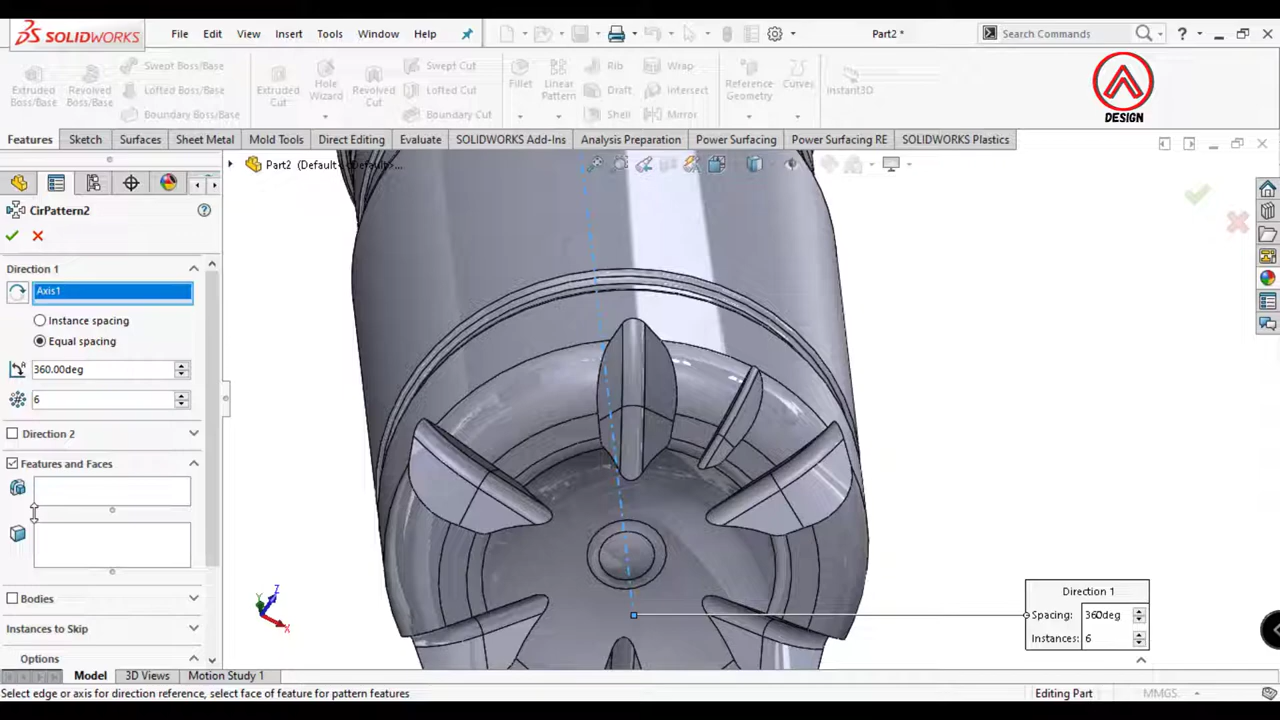 SOLIDWORKS
File Edit View Insert Tools Window Help
Part2 *
Search Commands
?
Extruded Boss/Base
Revolved Boss/Base
Swept Boss/Base
Lofted Boss/Base
Boundary Boss/Base
Extruded Cut
Hole Wizard
Revolved Cut
Swept Cut
Lofted Cut
Boundary Cut
Fillet
Linear Pattern
Rib
Draft
Shell
Wrap
Intersect
Mirror
Reference Geometry
Curves
Instant3D
DESIGN
Features Sketch Surfaces Sheet Metal Mold Tools Direct Editing Evaluate SOLIDWORKS Add-Ins Analysis Preparation Power Surfacing Power Surfacing RE SOLIDWORKS Plastics
Part2 (Default<<Default>...
CirPattern2
Direction 1
Axis1
Instance spacing
Equal spacing
360.00deg
6
Direction 2
Features and Faces
Bodies
Instances to Skip
Options
Z
Y
X
Direction 1
Spacing: 360deg
Instances: 6
Model 3D Views Motion Study 1
Select edge or axis for direction reference, select face of feature for pattern features
Editing Part
MMGS